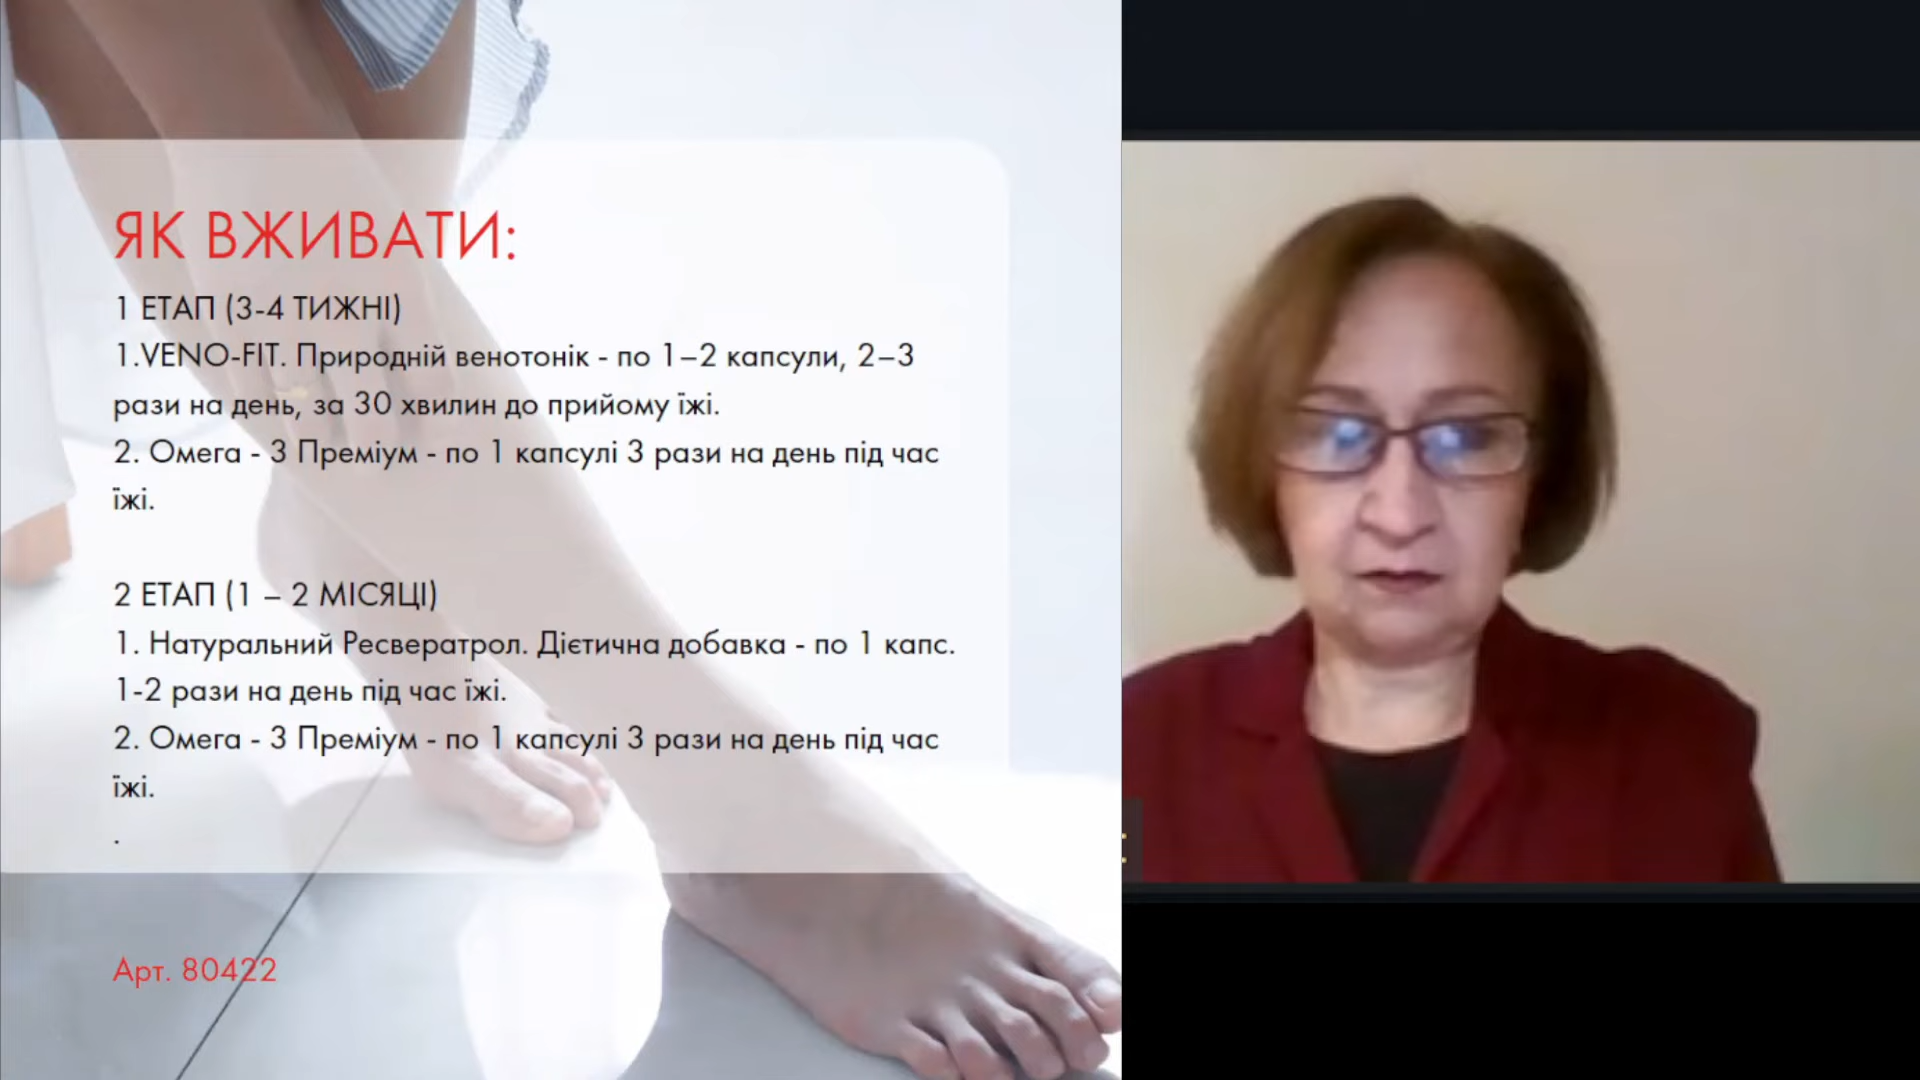 ЯК ВЖИВАТИ:
1 ЕТАП (3-4 ТИЖНІ)
1.VENO-FIT. Природній венотонік - по 1–2 капсули, 2–3
рази на день, за 30 хвилин до прийому їжі.
2. Омега - 3 Преміум - по 1 капсулі 3 рази на день під час
їжі.
2 ЕТАП (1 – 2 МІСЯЦІ)
1. Натуральний Ресвератрол. Дієтична добавка - по 1 капс.
1-2 рази на день під час їжі.
2. Омега - 3 Преміум - по 1 капсулі 3 рази на день під час
їжі.
.
Арт. 80422